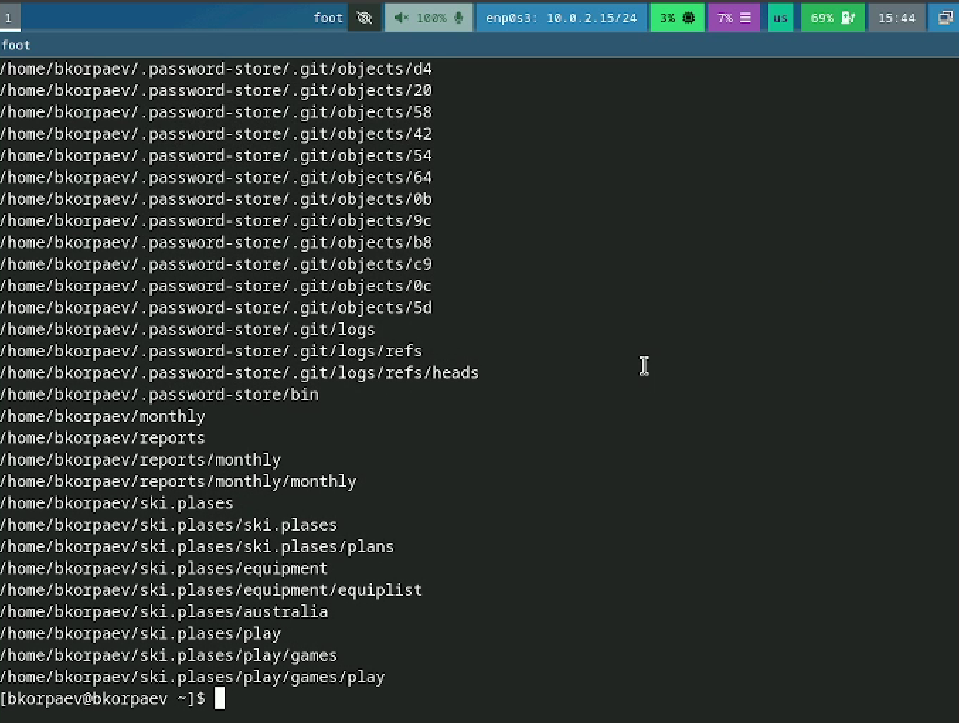 1 foot 100% enp0s3: 10.0.2.15/24 3% 7% us 69% 15:44
foot
/home/bkorpaev/.password-store/.git/objects/d4
/home/bkorpaev/.password-store/.git/objects/20
/home/bkorpaev/.password-store/.git/objects/58
/home/bkorpaev/.password-store/.git/objects/42
/home/bkorpaev/.password-store/.git/objects/54
/home/bkorpaev/.password-store/.git/objects/64
/home/bkorpaev/.password-store/.git/objects/0b
/home/bkorpaev/.password-store/.git/objects/9c
/home/bkorpaev/.password-store/.git/objects/b8
/home/bkorpaev/.password-store/.git/objects/c9
/home/bkorpaev/.password-store/.git/objects/0c
/home/bkorpaev/.password-store/.git/objects/5d
/home/bkorpaev/.password-store/.git/logs
/home/bkorpaev/.password-store/.git/logs/refs
/home/bkorpaev/.password-store/.git/logs/refs/heads
/home/bkorpaev/.password-store/bin
/home/bkorpaev/monthly
/home/bkorpaev/reports
/home/bkorpaev/reports/monthly
/home/bkorpaev/reports/monthly/monthly
/home/bkorpaev/ski.plases
/home/bkorpaev/ski.plases/ski.plases
/home/bkorpaev/ski.plases/ski.plases/plans
/home/bkorpaev/ski.plases/equipment
/home/bkorpaev/ski.plases/equipment/equiplist
/home/bkorpaev/ski.plases/australia
/home/bkorpaev/ski.plases/play
/home/bkorpaev/ski.plases/play/games
/home/bkorpaev/ski.plases/play/games/play
[bkorpaev@bkorpaev ~]$